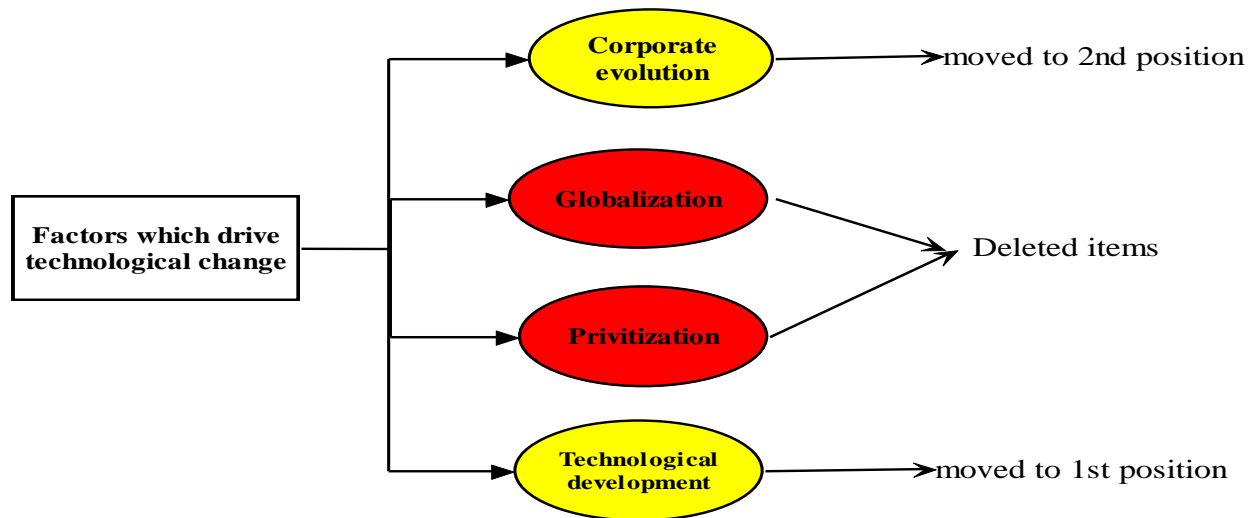 Corporate
evolution
moved to 2nd position
Globalization
Factors which drive
technological change
Deleted items
Privitization
Technological
development
moved to 1st position